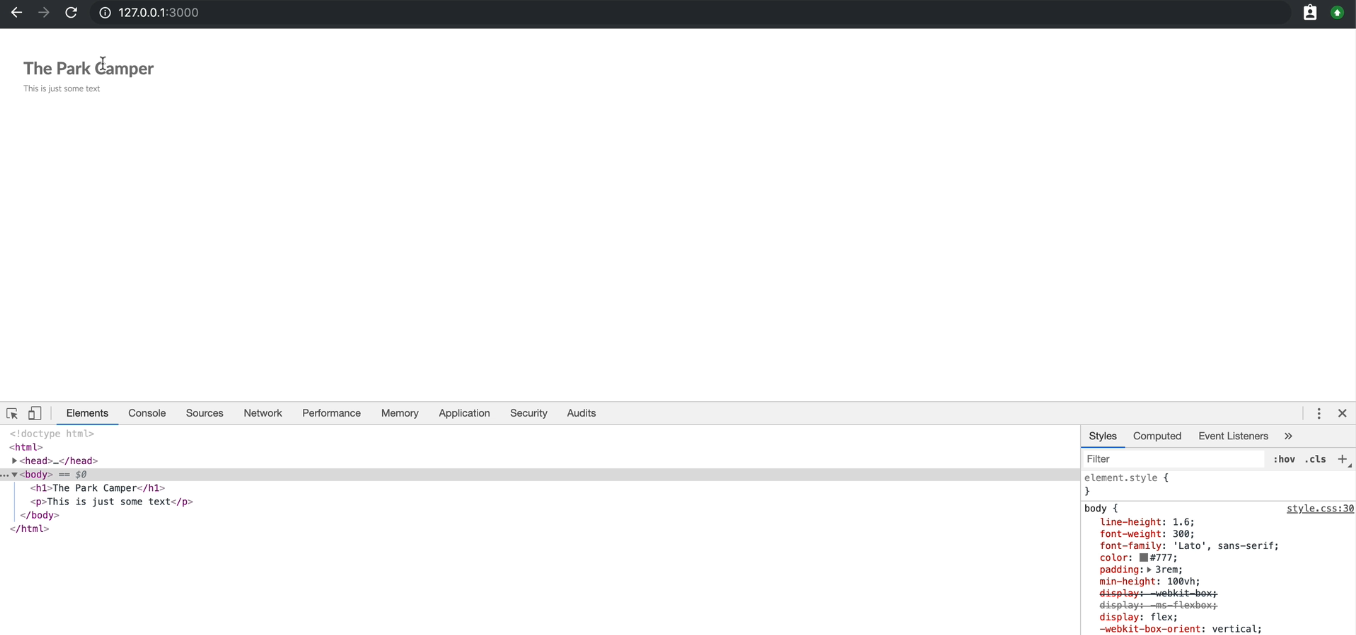 127.0.0.1:3000
The Park Camper
This is just some text
Elements Console Sources Network Performance Memory Application Security Audits
<!doctype html>
<html>
<head>…</head>
<body> == $0
<h1>The Park Camper</h1>
<p>This is just some text</p>
</body>
</html>
Styles Computed Event Listeners »
Filter :hov .cls +
element.style {
}
body { style.css:30
line-height: 1.6;
font-weight: 300;
font-family: 'Lato', sans-serif;
color: #777;
padding: 3rem;
min-height: 100vh;
display: -webkit-box;
display: -ms-flexbox;
display: flex;
-webkit-box-orient: vertical;